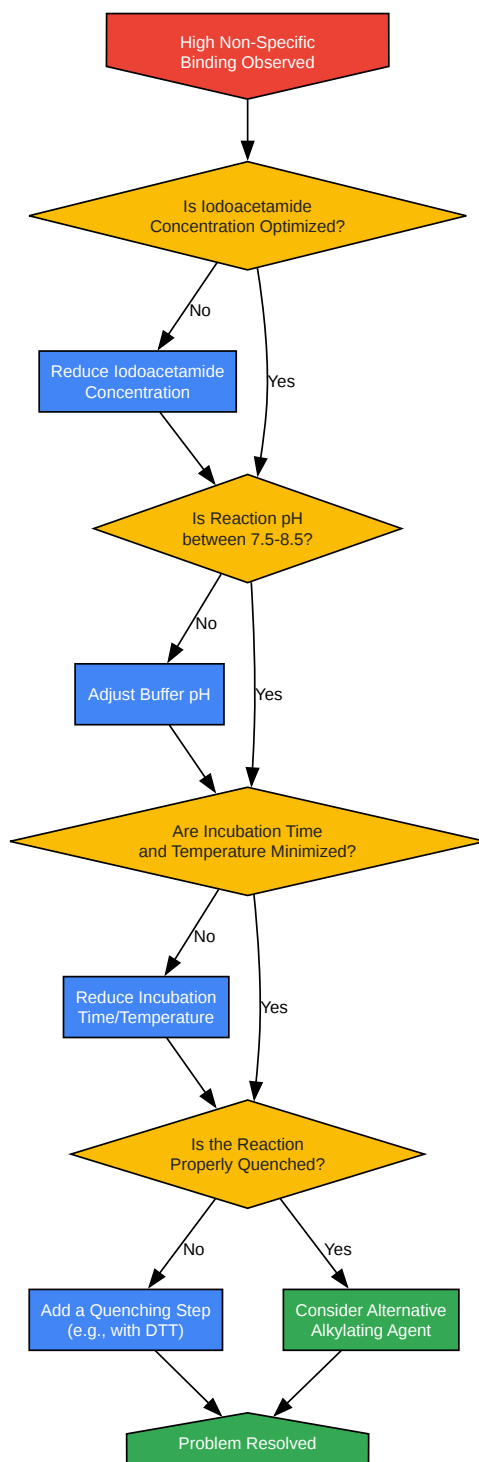 High Non-Specific
Binding Observed
Is Iodoacetamide
Concentration Optimized?
No
Reduce Iodoacetamide
Concentration
Yes
Is Reaction pH
between 7.5-8.5?
No
Adjust Buffer pH
Yes
Are Incubation Time
and Temperature Minimized?
No
Reduce Incubation
Time/Temperature
Yes
Is the Reaction
Properly Quenched?
No
Yes
Add a Quenching Step
(e.g., with DTT)
Consider Alternative
Alkylating Agent
Problem Resolved